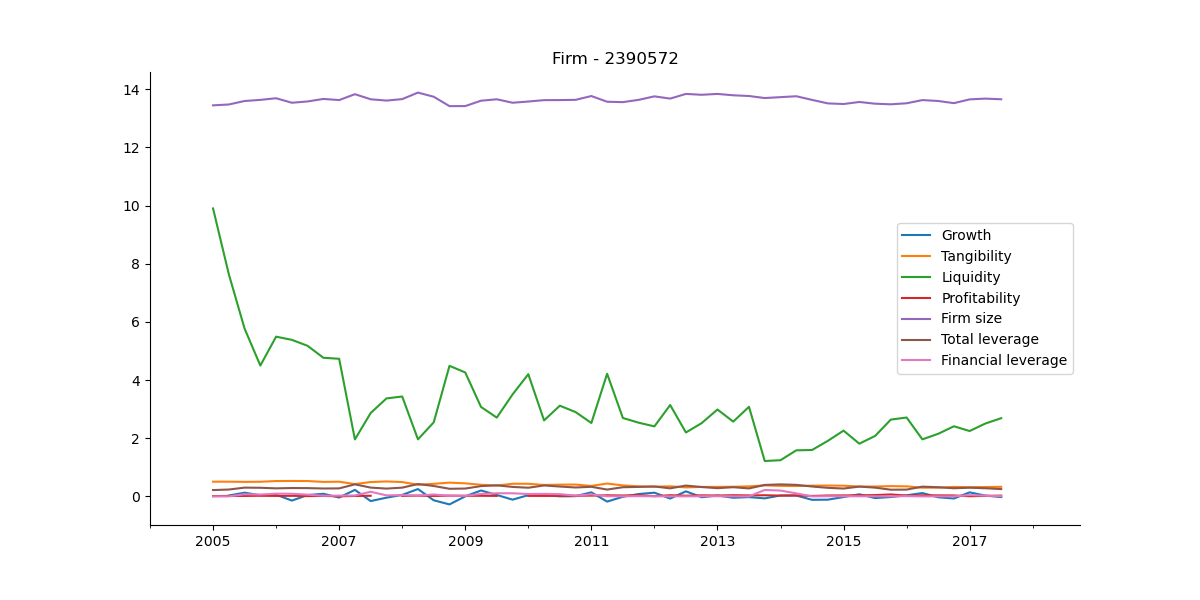 Firm - 2390572
14
12
10
8
6
4
2
0
Growth
Tangibility
Liquidity
Profitability
Firm size
Total leverage
Financial leverage
2005 2007 2009 2011 2013 2015 2017